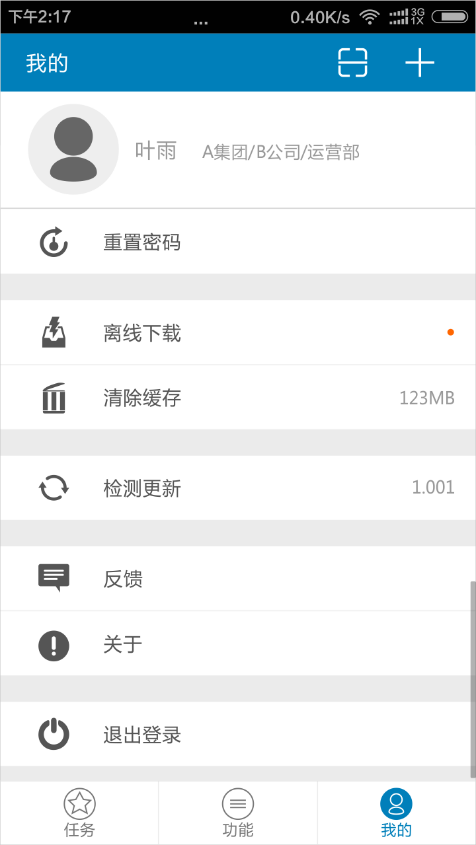 下午2:17 ... 0.40K/s 3G 1X
我的
叶雨 A集团/B公司/运营部
重置密码
离线下载
清除缓存 123MB
检测更新 1.001
反馈
关于
退出登录
任务 功能 我的